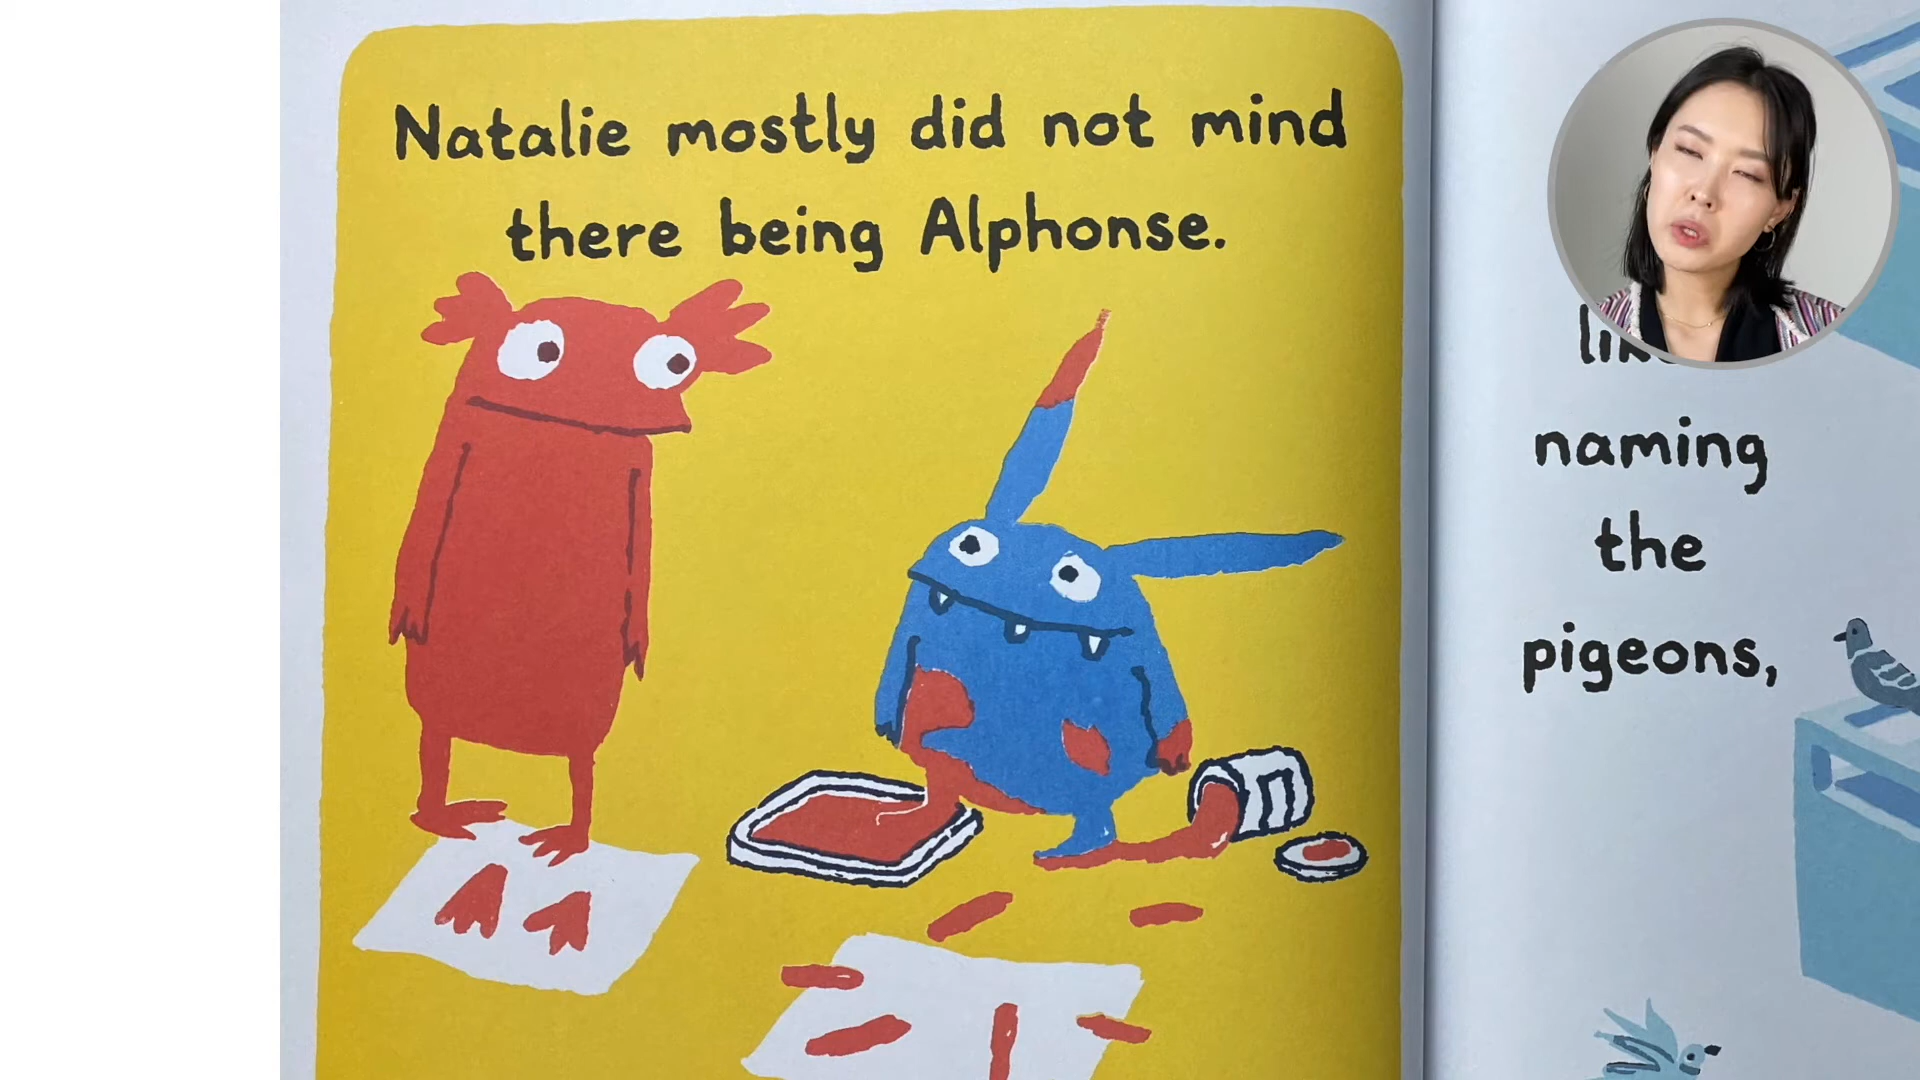 Natalie mostly did not mind
there being Alphonse.
naming
the
pigeons,